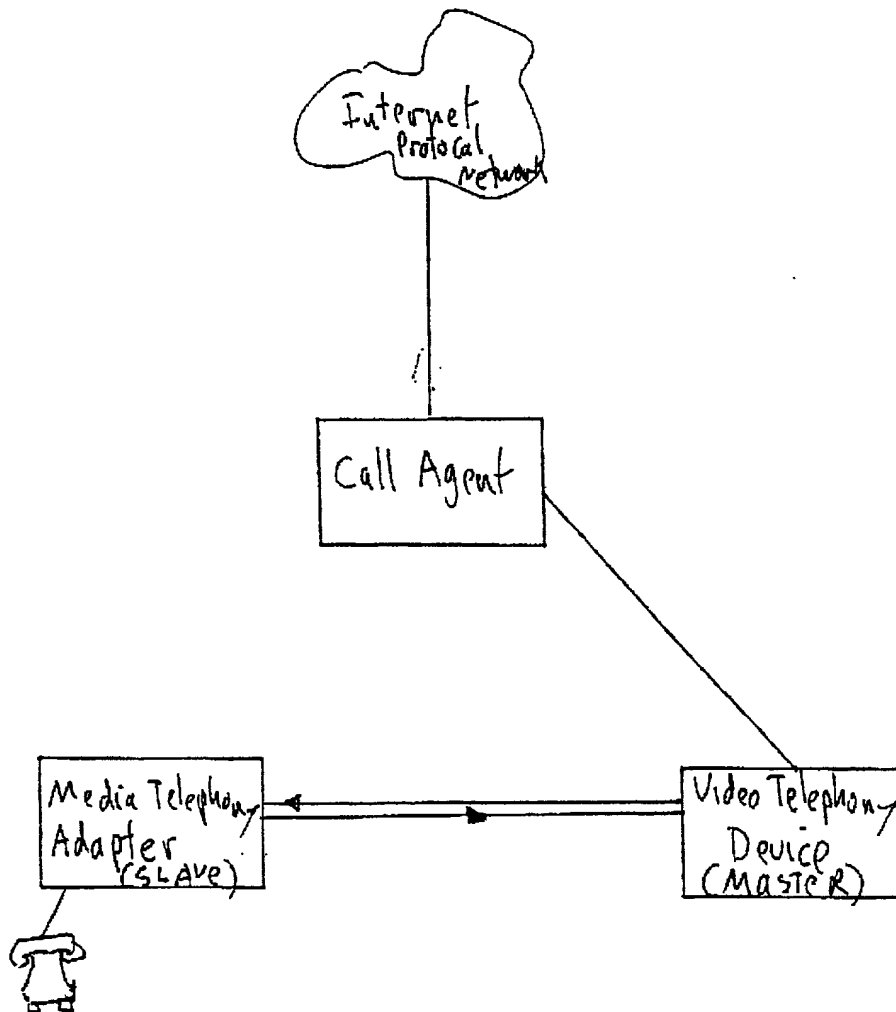 Internet
Protocal
Network
Call Agent
Media Telephony
Adapter
(SLAVE)
Video Telephony
Device
(MASTER)